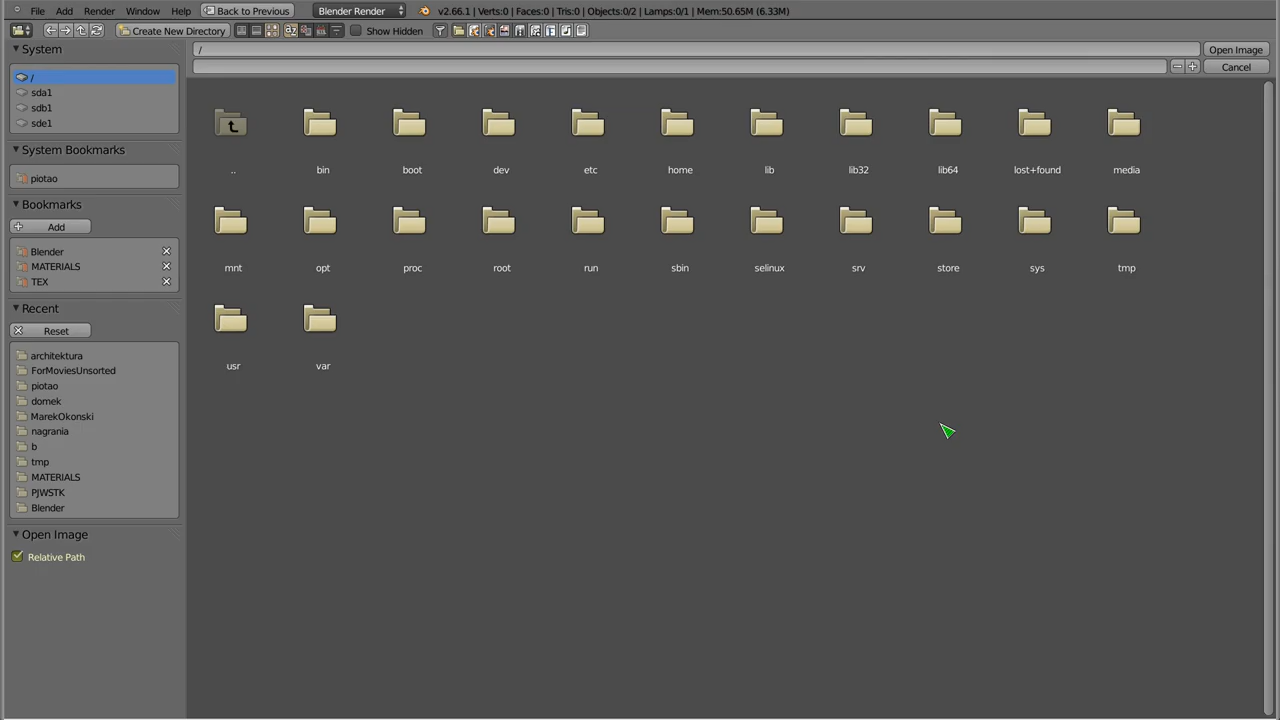 File Add Render Window Help Back to Previous Blender Render v2.66.1 | Verts:0 | Faces:0 | Tris:0 | Objects:0/2 | Lamps:0/1 | Mem:50.65M (6.33M)
Create New Directory Show Hidden
System
/ Open Image
Cancel
/
sda1
sdb1
sde1
System Bookmarks
piotao
Bookmarks
Add
Blender
MATERIALS
TEX
Recent
Reset
architektura
ForMoviesUnsorted
piotao
domek
MarekOkonski
nagrania
b
tmp
MATERIALS
PJWSTK
Blender
Open Image
Relative Path
.. bin boot dev etc home lib lib32 lib64 lost+found media
mnt opt proc root run sbin selinux srv store sys tmp
usr var